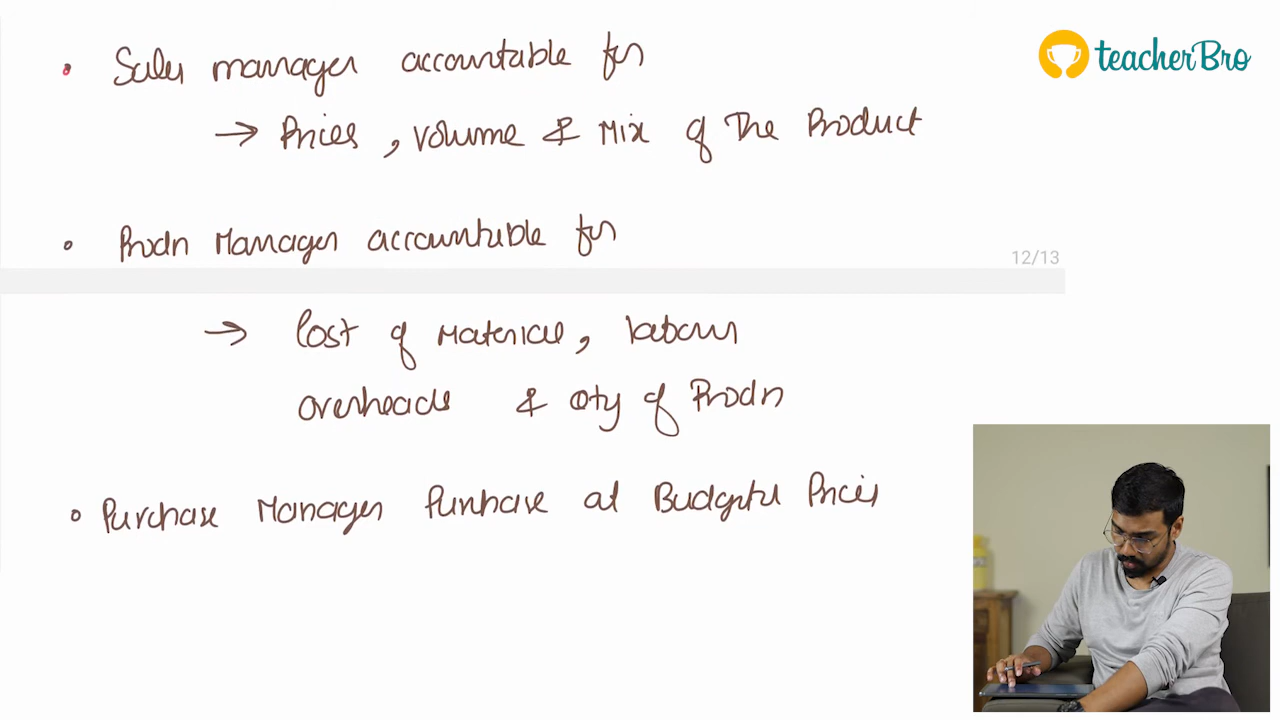 teacherBro
• Sales manager accountable for
→ Prices, Volume & Mix of The Product
• Prodn Manager accountable for
12/13
→ Cost of Material, labour
overheads & Qty of Prodn
• Purchase Manager Purchase at Budgeted Prices